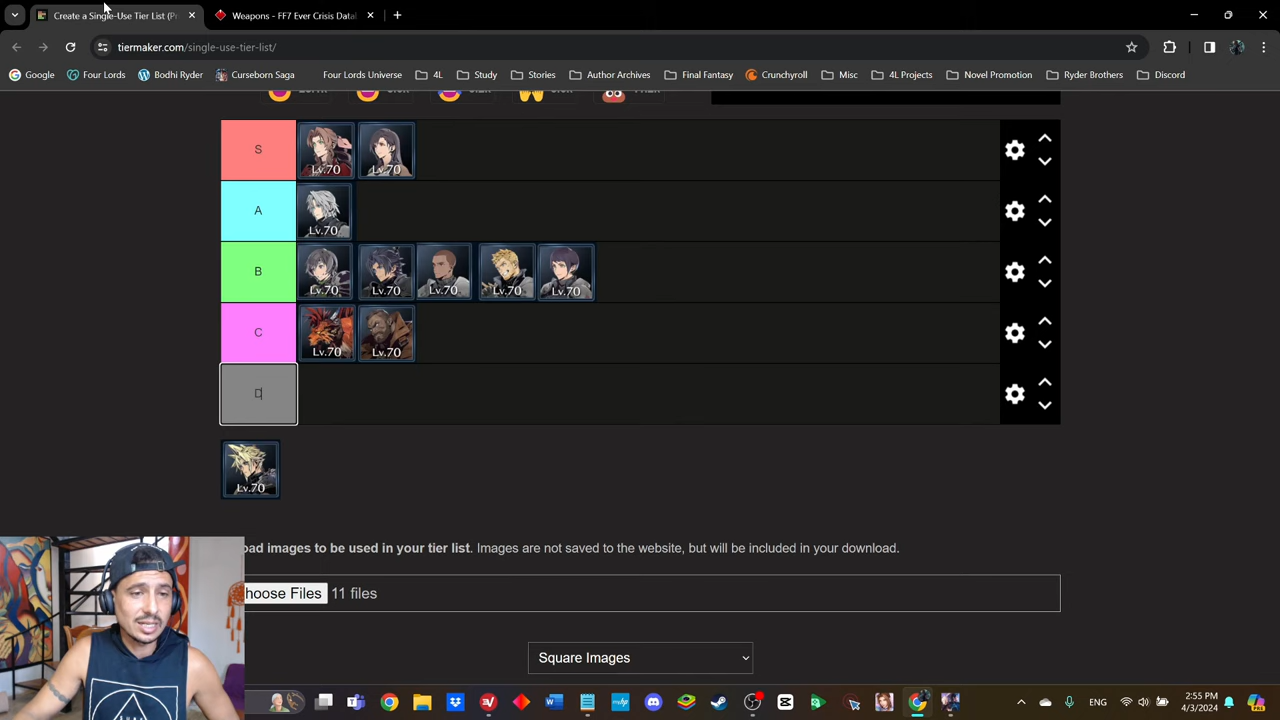 Create a Single-Use Tier List (Pr
Weapons - FF7 Ever Crisis Datab
tiermaker.com/single-use-tier-list/
Google
Four Lords
Bodhi Ryder
Curseborn Saga
Four Lords Universe
4L
Study
Stories
Author Archives
Final Fantasy
Crunchyroll
Misc
4L Projects
Novel Promotion
Ryder Brothers
Discord
S
Lv.70
Lv.70
A
Lv.70
B
Lv.70
Lv.70
Lv.70
Lv.70
Lv.70
C
Lv.70
Lv.70
D
Lv.70
oad images to be used in your tier list. Images are not saved to the website, but will be included in your download.
hoose Files 11 files
Square Images
ENG
2:55 PM
4/3/2024